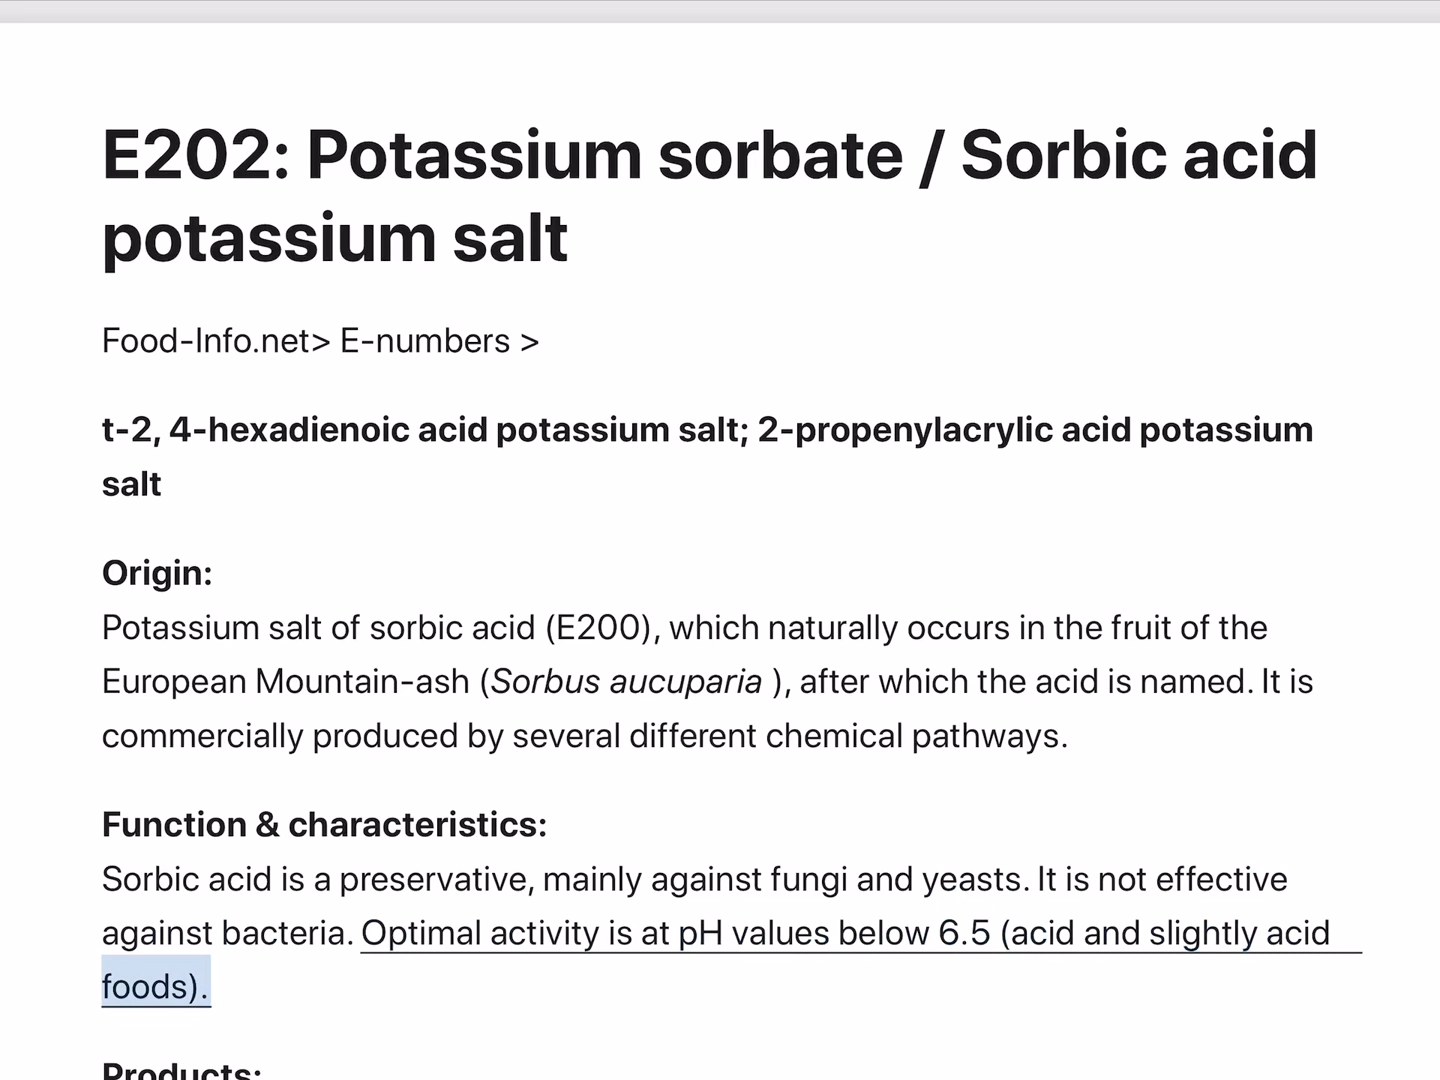 E202: Potassium sorbate / Sorbic acid
potassium salt
Food-Info.net> E-numbers >
t-2, 4-hexadienoic acid potassium salt; 2-propenylacrylic acid potassium
salt
Origin:
Potassium salt of sorbic acid (E200), which naturally occurs in the fruit of the
European Mountain-ash (Sorbus aucuparia ), after which the acid is named. It is
commercially produced by several different chemical pathways.
Function & characteristics:
Sorbic acid is a preservative, mainly against fungi and yeasts. It is not effective
against bacteria. Optimal activity is at pH values below 6.5 (acid and slightly acid
foods).
Products: